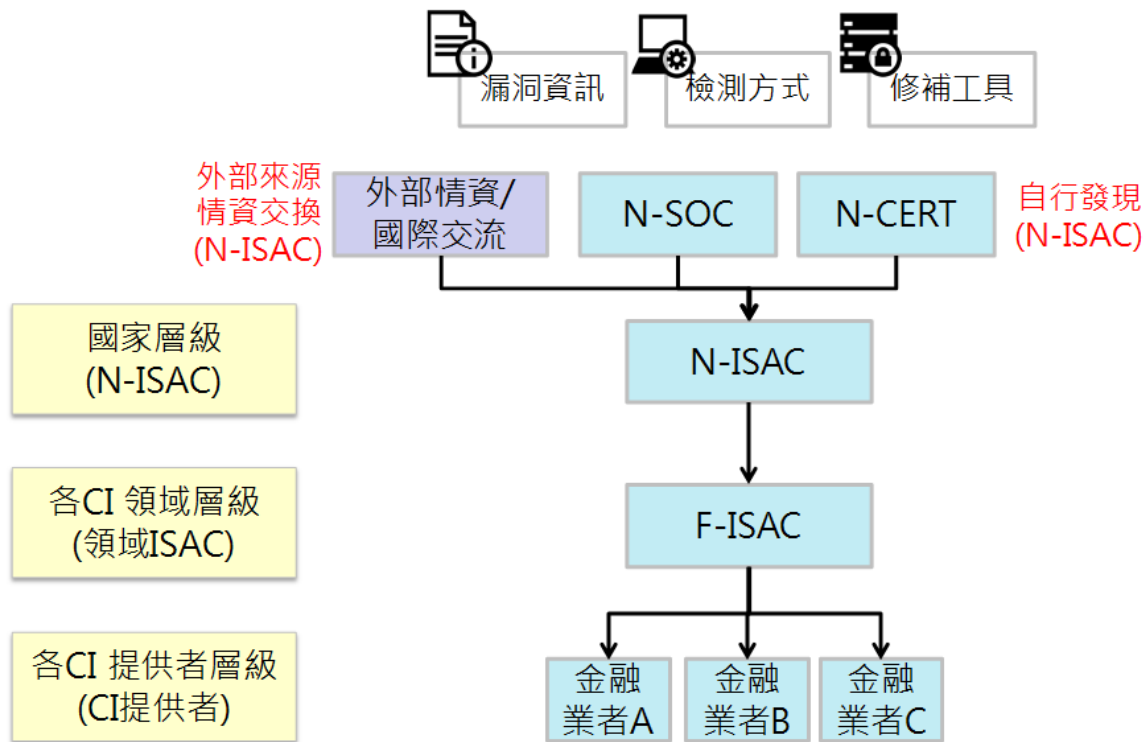 漏洞資訊
檢測方式
修補工具
外部來源
情資交換
(N-ISAC)
外部情資/
國際交流
N-SOC
N-CERT
自行發現
(N-ISAC)
國家層級
(N-ISAC)
N-ISAC
各CI 領域層級
(領域ISAC)
F-ISAC
各CI 提供者層級
(CI提供者)
金融
業者A
金融
業者B
金融
業者C